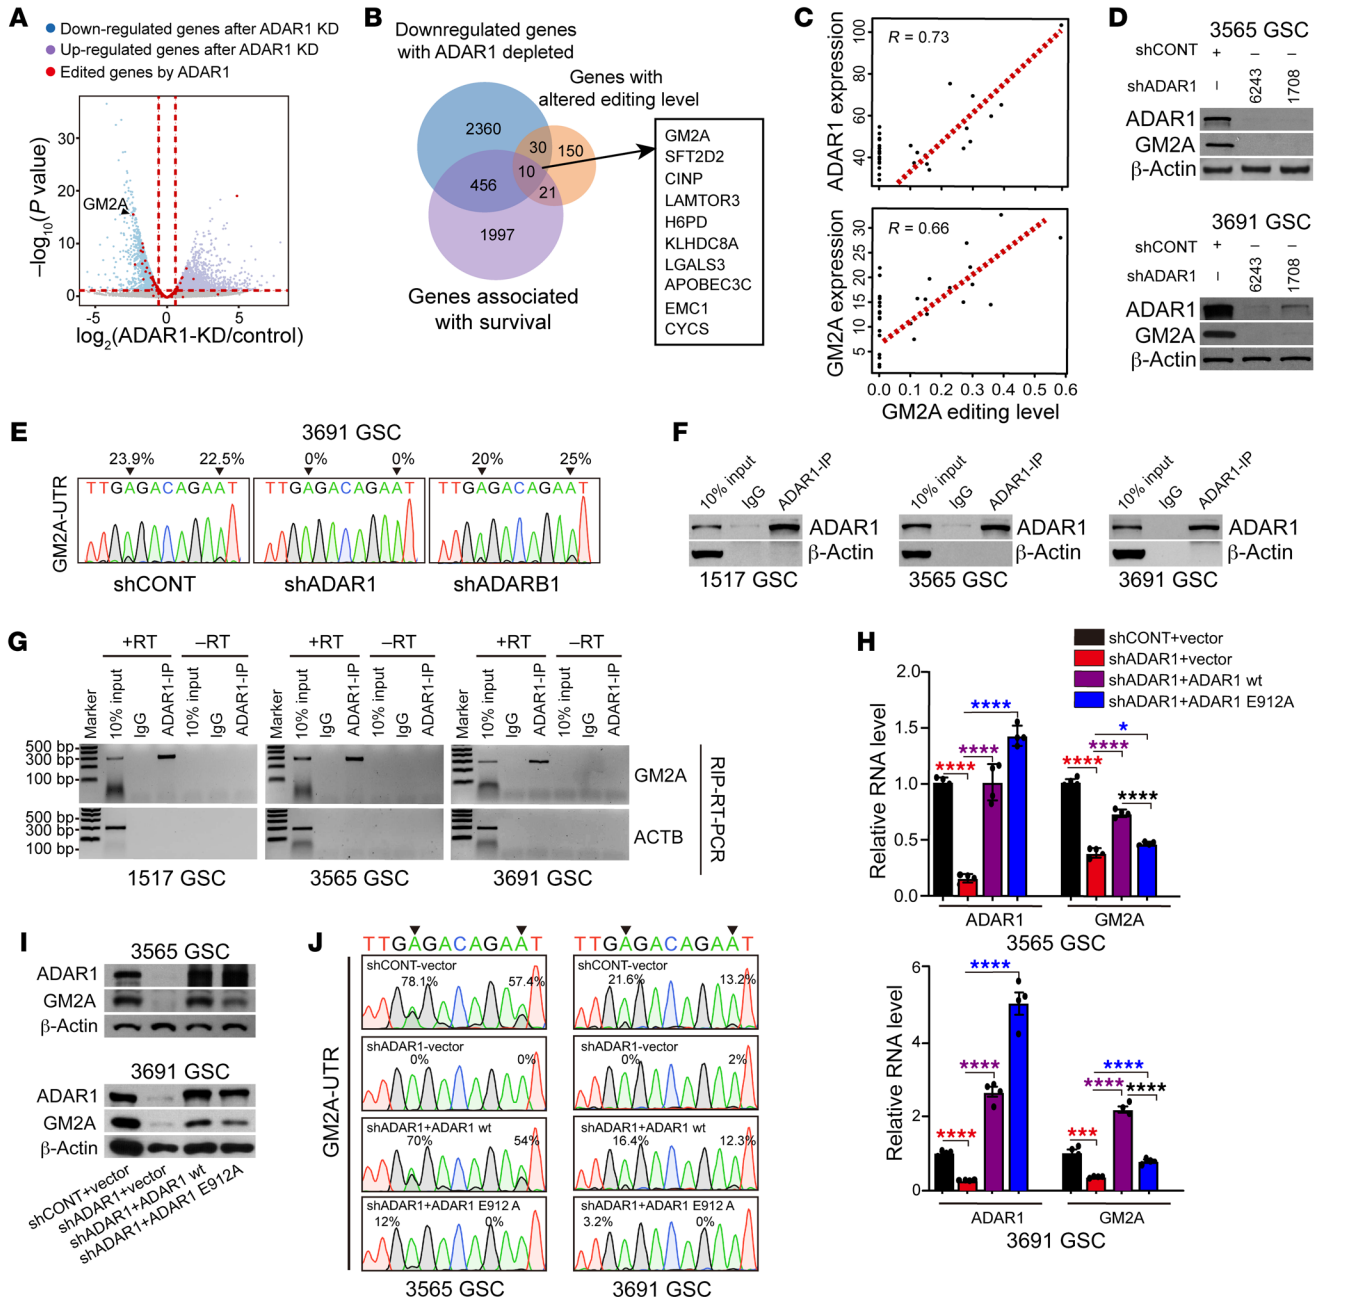 A
Down-regulated genes after ADAR1 KD
Up-regulated genes after ADAR1 KD
Edited genes by ADAR1
–log10(P value)
30
20
10
0
GM2A
-5
0
5
log2(ADAR1-KD/control)
B
Downregulated genes
with ADAR1 depleted
Genes with
altered editing level
2360
30
150
10
456
21
1997
Genes associated
with survival
GM2A
SFT2D2
CINP
LAMTOR3
H6PD
KLHDC8A
LGALS3
APOBEC3C
EMC1
CYCS
C
ADAR1 expression
100
80
60
40
R = 0.73
GM2A expression
30
25
20
15
10
5
R = 0.66
0.0 0.1 0.2 0.3 0.4 0.5 0.6
GM2A editing level
D
3565 GSC
shCONT + – –
shADAR1 – 6243 1708
ADAR1
GM2A
β-Actin
3691 GSC
shCONT + – –
shADAR1 – 6243 1708
ADAR1
GM2A
β-Actin
E
3691 GSC
23.9% 22.5% 0% 0% 20% 25%
TTGAGACAGAAT TTGAGACAGAAT TTGAGACAGAAT
GM2A-UTR
shCONT shADAR1 shADARB1
F
10% input IgG ADAR1-IP
ADAR1
β-Actin
1517 GSC
10% input IgG ADAR1-IP
ADAR1
β-Actin
3565 GSC
10% input IgG ADAR1-IP
ADAR1
β-Actin
3691 GSC
G
+RT –RT +RT –RT +RT –RT
Marker 10% input IgG ADAR1-IP 10% input IgG ADAR1-IP
Marker 10% input IgG ADAR1-IP 10% input IgG ADAR1-IP
Marker 10% input IgG ADAR1-IP 10% input IgG ADAR1-IP
500 bp
300 bp
100 bp
GM2A
500 bp
300 bp
100 bp
ACTB
RIP-RT-PCR
1517 GSC 3565 GSC 3691 GSC
H
shCONT+vector
shADAR1+vector
shADAR1+ADAR1 wt
shADAR1+ADAR1 E912A
Relative RNA level
2.0
1.5
1.0
0.5
0.0
**** **** ****
**** **** * ****
ADAR1 GM2A
3565 GSC
Relative RNA level
6
4
2
0
**** **** ****
*** **** **** ****
ADAR1 GM2A
3691 GSC
I
3565 GSC
ADAR1
GM2A
β-Actin
3691 GSC
ADAR1
GM2A
β-Actin
shCONT+vector
shADAR1+vector
shADAR1+ADAR1 wt
shADAR1+ADAR1 E912A
J
TTGAGACAGAAT TTGAGACAGAAT
GM2A-UTR
shCONT-vector
78.1% 57.4%
shADAR1-vector
0% 0%
shADAR1+ADAR1 wt
70% 54%
shADAR1+ADAR1 E912 A
12% 0%
3565 GSC
shCONT-vector
21.6% 13.2%
shADAR1-vector
0% 2%
shADAR1+ADAR1 wt
16.4% 12.3%
shADAR1+ADAR1 E912 A
3.2% 0%
3691 GSC